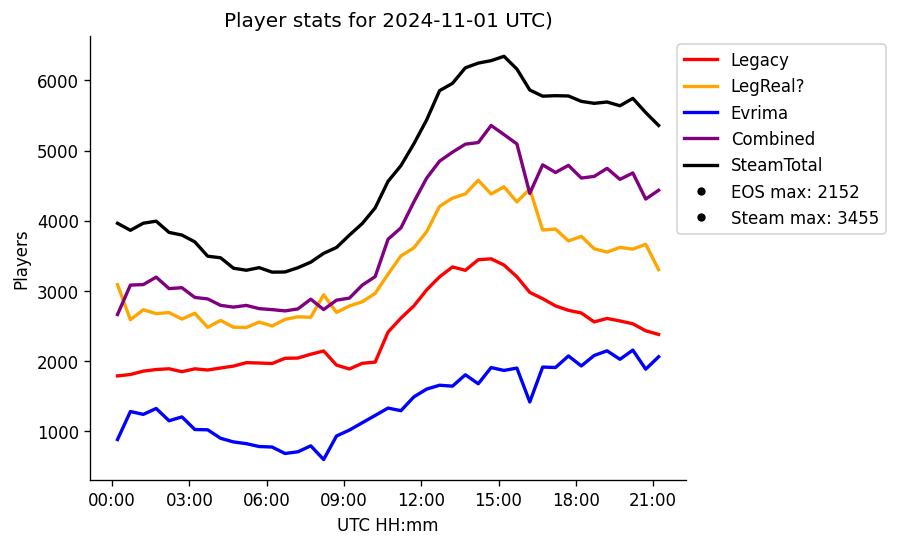 Player stats for 2024-11-01 UTC)
Legacy
LegReal?
Evrima
Combined
SteamTotal
EOS max: 2152
Steam max: 3455
Players
6000
5000
4000
3000
2000
1000
00:00 03:00 06:00 09:00 12:00 15:00 18:00 21:00
UTC HH:mm